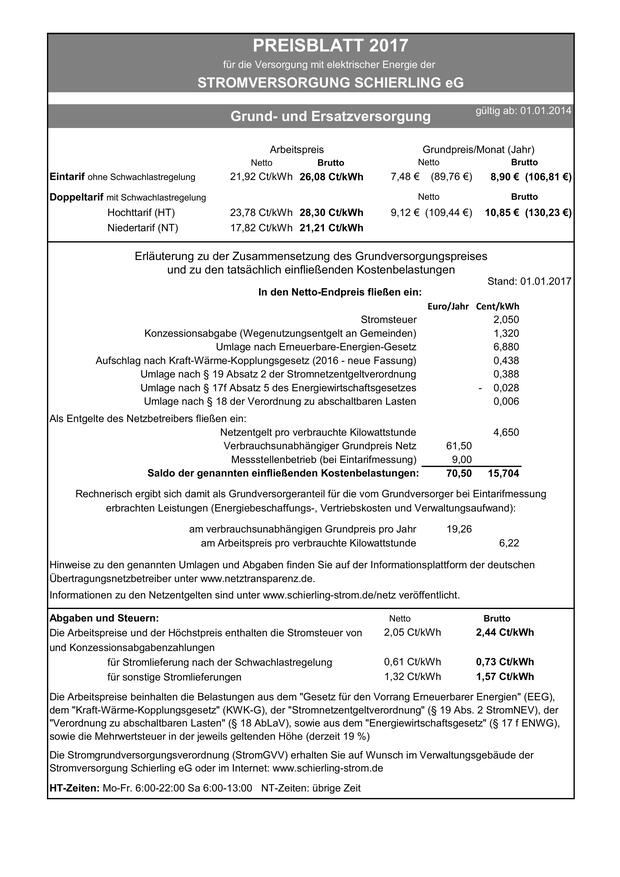 PREISBLATT 2017
für die Versorgung mit elektrischer Energie der
STROMVERSORGUNG SCHIERLING eG
Grund- und Ersatzversorgung gültig ab: 01.01.2014
Arbeitspreis Grundpreis/Monat (Jahr)
Netto Brutto Netto Brutto
Eintarif ohne Schwachlastregelung 21,92 Ct/kWh 26,08 Ct/kWh 7,48 € (89,76 €) 8,90 € (106,81 €)
Doppeltarif mit Schwachlastregelung Netto Brutto
Hochttarif (HT) 23,78 Ct/kWh 28,30 Ct/kWh 9,12 € (109,44 €) 10,85 € (130,23 €)
Niedertarif (NT) 17,82 Ct/kWh 21,21 Ct/kWh
Erläuterung zu der Zusammensetzung des Grundversorgungspreises
und zu den tatsächlich einfließenden Kostenbelastungen
Stand: 01.01.2017
In den Netto-Endpreis fließen ein:
Euro/Jahr Cent/kWh
Stromsteuer 2,050
Konzessionsabgabe (Wegenutzungsentgelt an Gemeinden) 1,320
Umlage nach Erneuerbare-Energien-Gesetz 6,880
Aufschlag nach Kraft-Wärme-Kopplungsgesetz (2016 - neue Fassung) 0,438
Umlage nach § 19 Absatz 2 der Stromnetzentgeltverordnung 0,388
Umlage nach § 17f Absatz 5 des Energiewirtschaftsgesetzes - 0,028
Umlage nach § 18 der Verordnung zu abschaltbaren Lasten 0,006
Als Entgelte des Netzbetreibers fließen ein:
Netzentgelt pro verbrauchte Kilowattstunde 4,650
Verbrauchsunabhängiger Grundpreis Netz 61,50
Messstellenbetrieb (bei Eintarifmessung) 9,00
Saldo der genannten einfließenden Kostenbelastungen: 70,50 15,704
Rechnerisch ergibt sich damit als Grundversorgeranteil für die vom Grundversorger bei Eintarifmessung
erbrachten Leistungen (Energiebeschaffungs-, Vertriebskosten und Verwaltungsaufwand):
am verbrauchsunabhängigen Grundpreis pro Jahr 19,26
am Arbeitspreis pro verbrauchte Kilowattstunde 6,22
Hinweise zu den genannten Umlagen und Abgaben finden Sie auf der Informationsplattform der deutschen
Übertragungsnetzbetreiber unter www.netztransparenz.de.
Informationen zu den Netzentgelten sind unter www.schierling-strom.de/netz veröffentlicht.
Abgaben und Steuern: Netto Brutto
Die Arbeitspreise und der Höchstpreis enthalten die Stromsteuer von 2,05 Ct/kWh 2,44 Ct/kWh
und Konzessionsabgabenzahlungen
für Stromlieferung nach der Schwachlastregelung 0,61 Ct/kWh 0,73 Ct/kWh
für sonstige Stromlieferungen 1,32 Ct/kWh 1,57 Ct/kWh
Die Arbeitspreise beinhalten die Belastungen aus dem "Gesetz für den Vorrang Erneuerbarer Energien" (EEG),
dem "Kraft-Wärme-Kopplungsgesetz" (KWK-G), der "Stromnetzentgeltverordnung" (§ 19 Abs. 2 StromNEV), der
"Verordnung zu abschaltbaren Lasten" (§ 18 AbLaV), sowie aus dem "Energiewirtschaftsgesetz" (§ 17 f ENWG),
sowie die Mehrwertsteuer in der jeweils geltenden Höhe (derzeit 19 %)
Die Stromgrundversorgungsverordnung (StromGVV) erhalten Sie auf Wunsch im Verwaltungsgebäude der
Stromversorgung Schierling eG oder im Internet: www.schierling-strom.de
HT-Zeiten: Mo-Fr. 6:00-22:00 Sa 6:00-13:00 NT-Zeiten: übrige Zeit